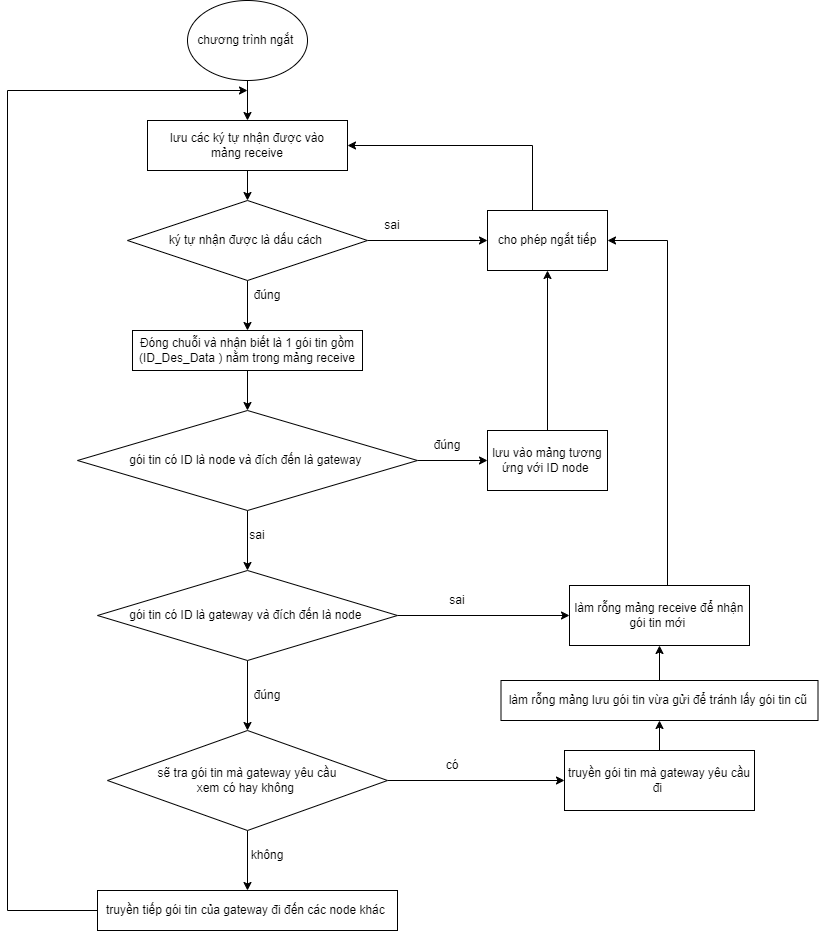 chương trình ngắt
lưu các ký tự nhận được vào
mảng receive
sai
ký tự nhận được là dấu cách
cho phép ngắt tiếp
đúng
Đóng chuỗi và nhận biết là 1 gói tin gồm
(ID_Des_Data ) nằm trong mảng receive
đúng
gói tin có ID là node và đích đến là gateway
lưu vào mảng tương
ứng với ID node
sai
sai
gói tin có ID là gateway và đích đến là node
làm rỗng mảng receive để nhận
gói tin mới
đúng
làm rỗng mảng lưu gói tin vừa gửi để tránh lấy gói tin cũ
có
sẽ tra gói tin mà gateway yêu cầu
xem có hay không
truyền gói tin mà gateway yêu cầu
đi
không
truyền tiếp gói tin của gateway đi đến các node khác